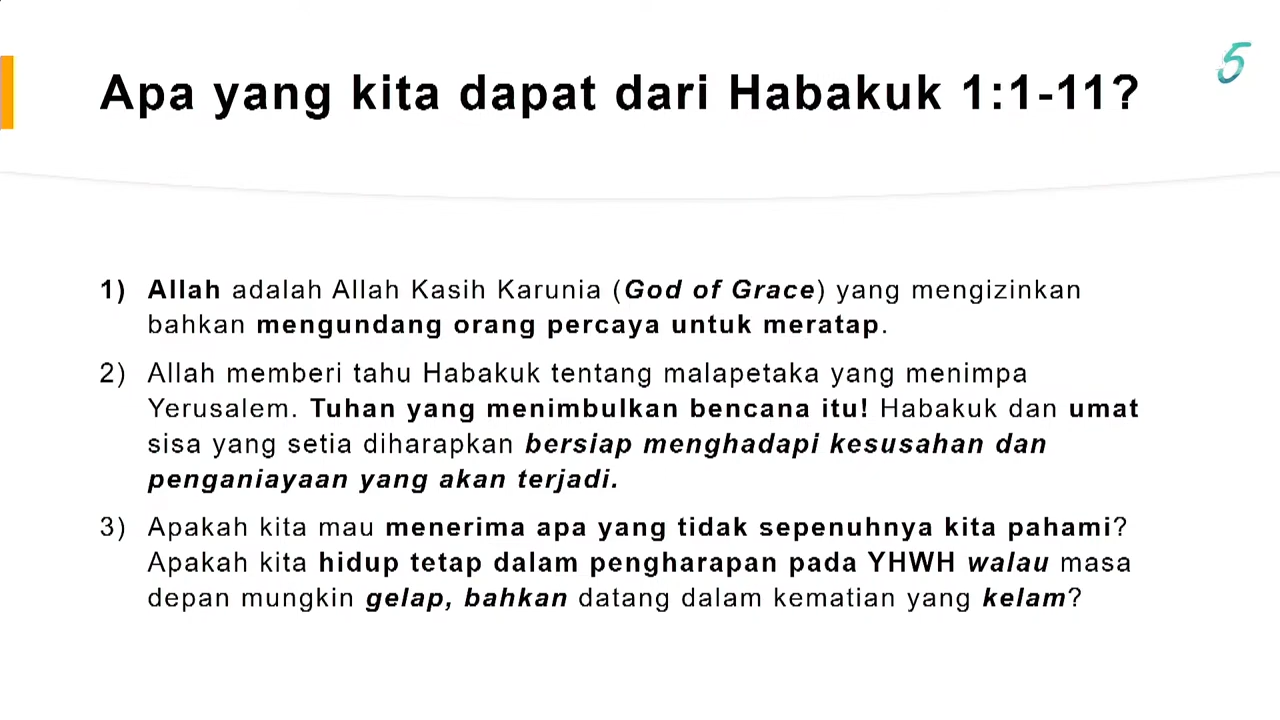 Apa yang kita dapat dari Habakuk 1:1-11?
5
1) Allah adalah Allah Kasih Karunia (God of Grace) yang mengizinkan
bahkan mengundang orang percaya untuk meratap.
2) Allah memberi tahu Habakuk tentang malapetaka yang menimpa
Yerusalem. Tuhan yang menimbulkan bencana itu! Habakuk dan umat
sisa yang setia diharapkan bersiap menghadapi kesusahan dan
penganiayaan yang akan terjadi.
3) Apakah kita mau menerima apa yang tidak sepenuhnya kita pahami?
Apakah kita hidup tetap dalam pengharapan pada YHWH walau masa
depan mungkin gelap, bahkan datang dalam kematian yang kelam?